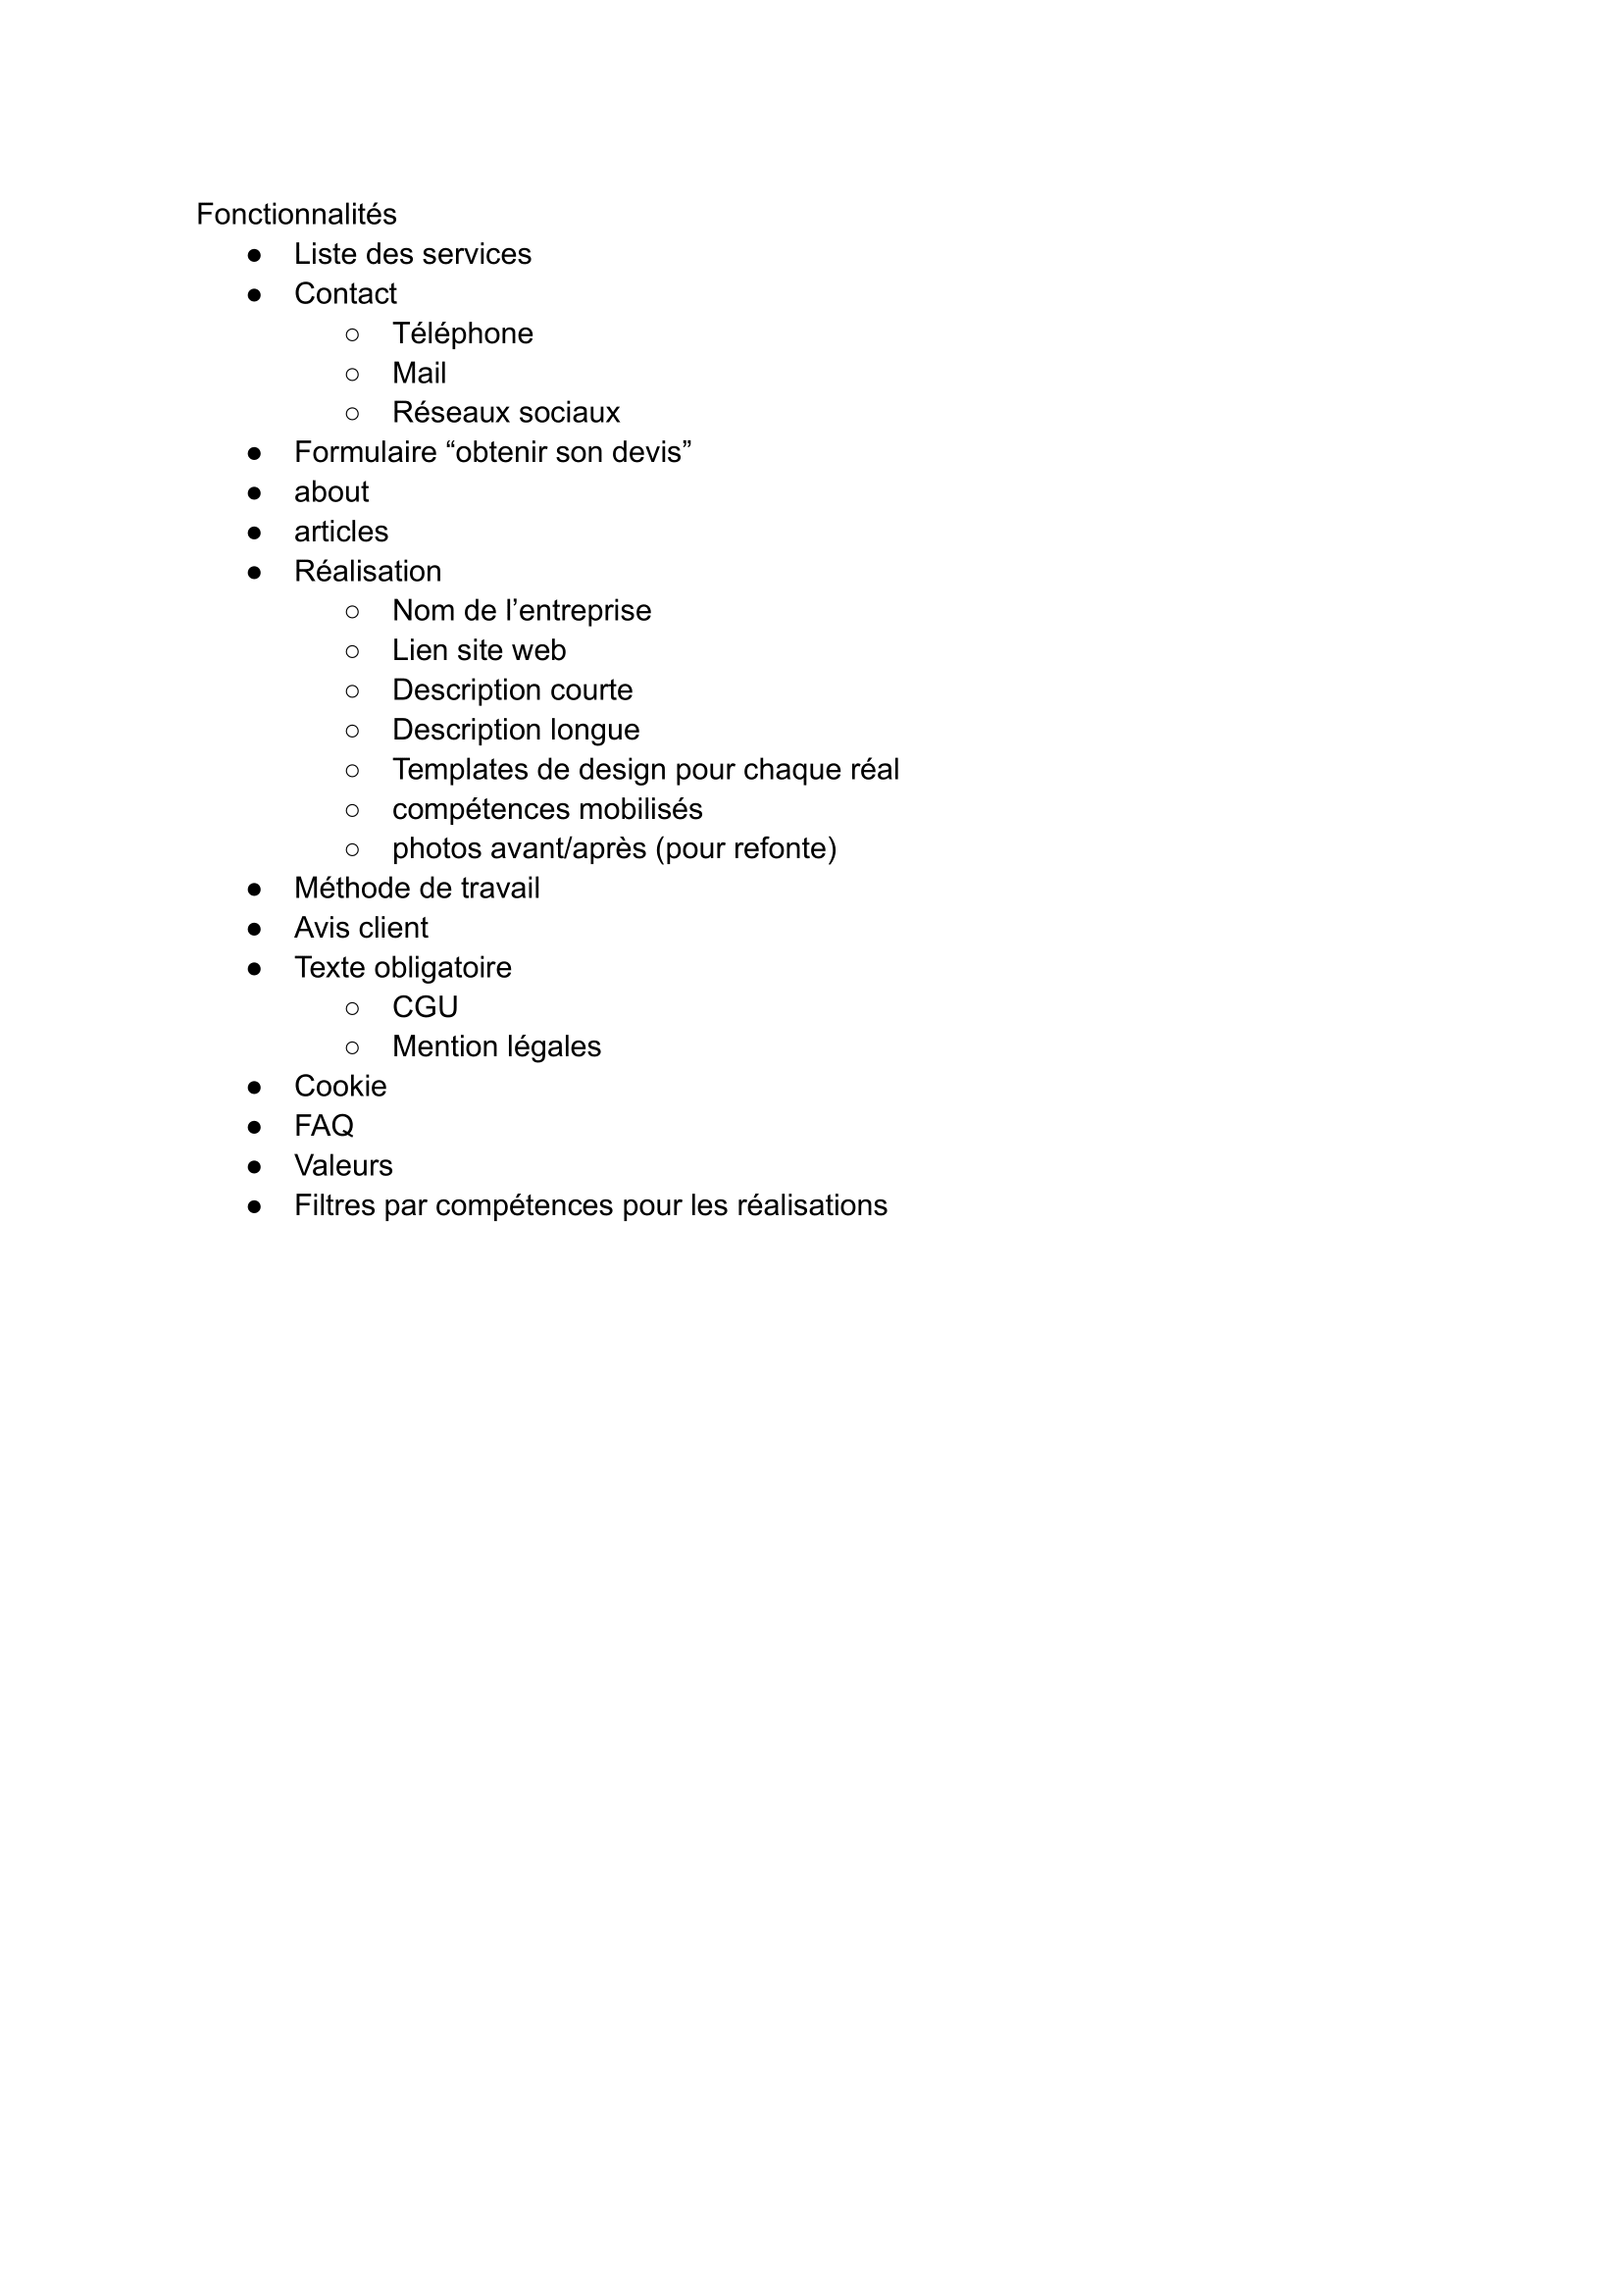 Fonctionnalités
● Liste des services
● Contact
○ Téléphone
○ Mail
○ Réseaux sociaux
● Formulaire “obtenir son devis”
● about
● articles
● Réalisation
○ Nom de l’entreprise
○ Lien site web
○ Description courte
○ Description longue
○ Templates de design pour chaque réal
○ compétences mobilisés
○ photos avant/après (pour refonte)
● Méthode de travail
● Avis client
● Texte obligatoire
○ CGU
○ Mention légales
● Cookie
● FAQ
● Valeurs
● Filtres par compétences pour les réalisations